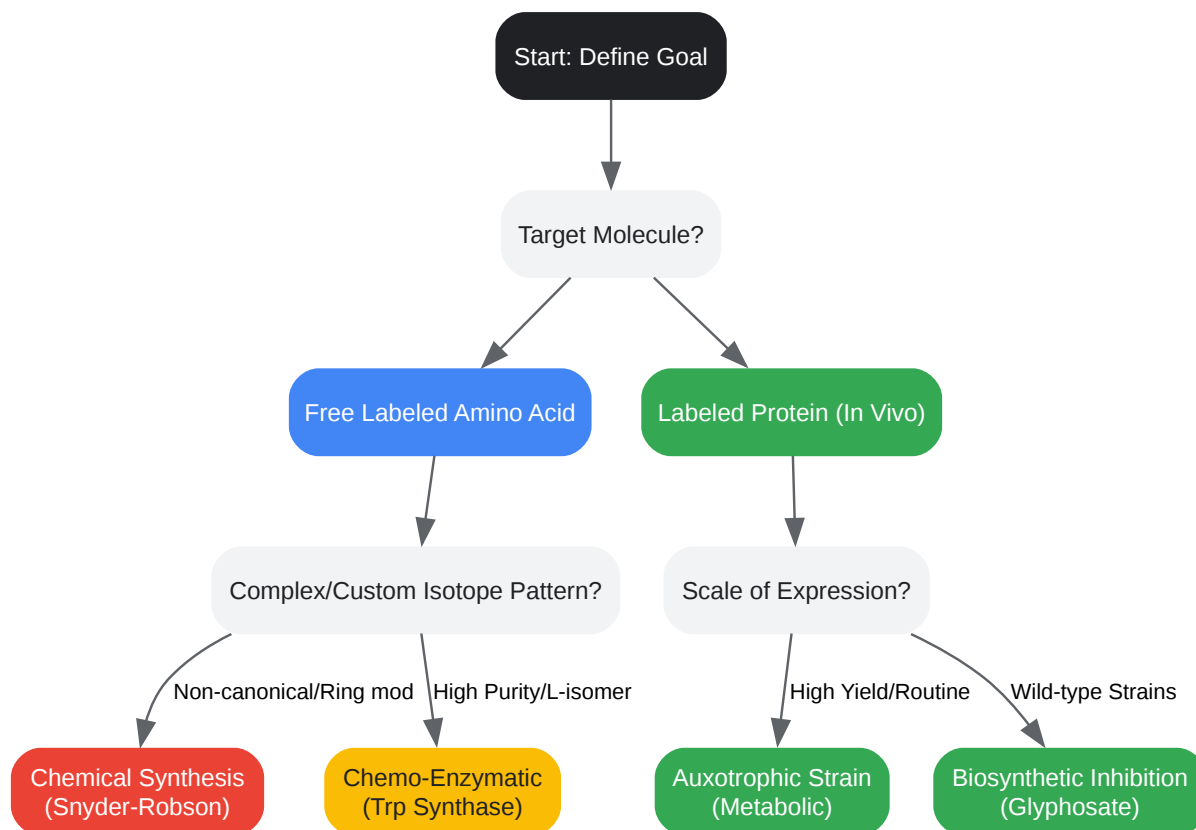 Start: Define Goal
Target Molecule?
Free Labeled Amino Acid
Labeled Protein (In Vivo)
Complex/Custom Isotope Pattern?
Scale of Expression?
Non-canonical/Ring mod
High Purity/L-isomer
High Yield/Routine
Wild-type Strains
Chemical Synthesis
(Snyder-Robson)
Chemo-Enzymatic
(Trp Synthase)
Auxotrophic Strain
(Metabolic)
Biosynthetic Inhibition
(Glyphosate)